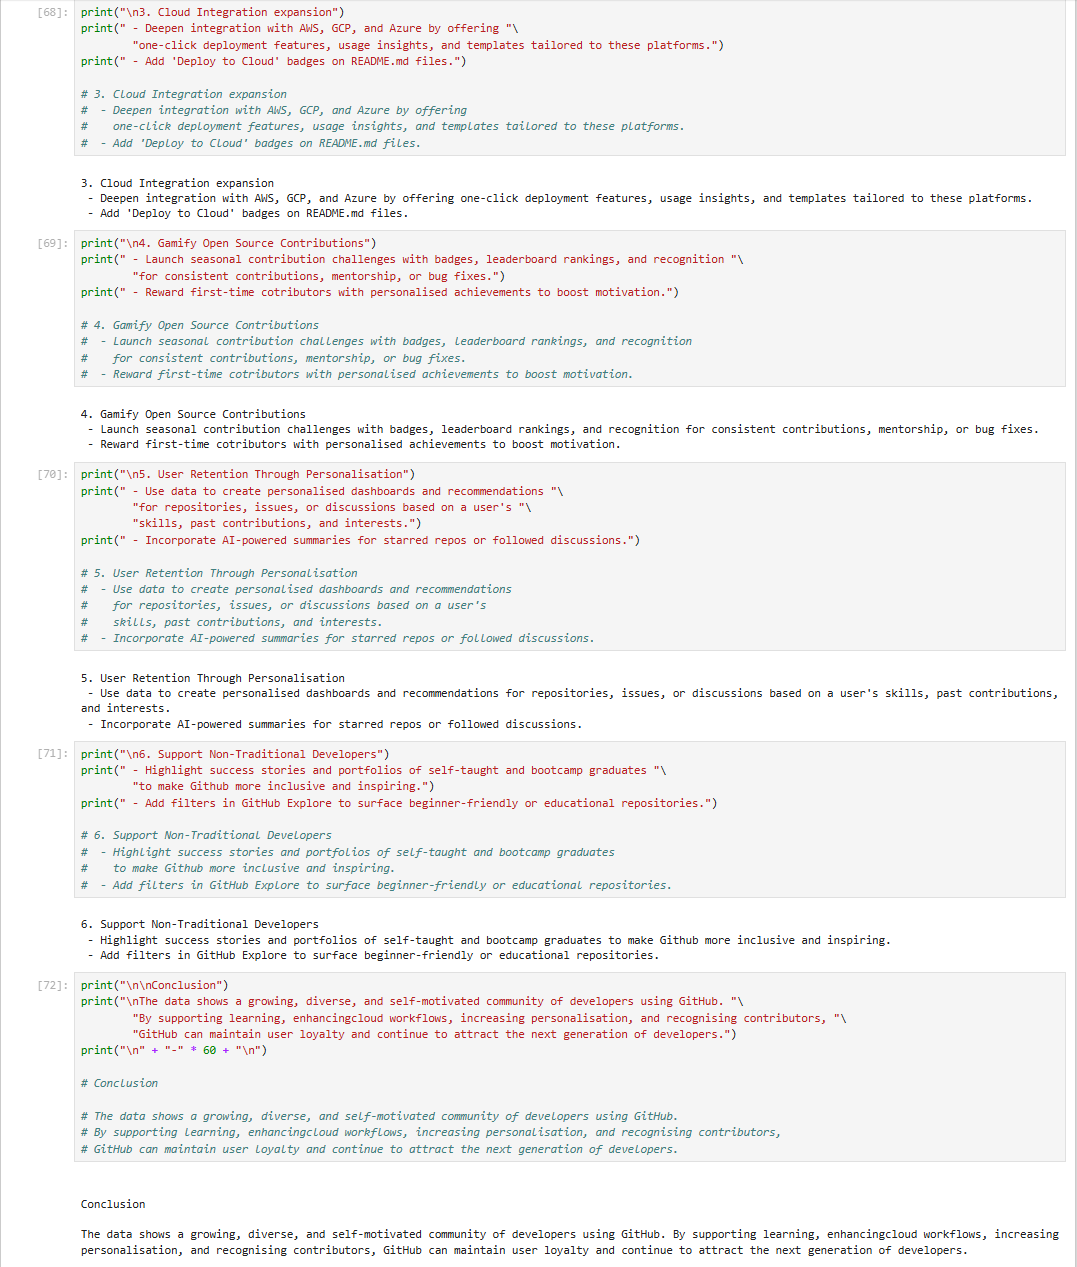 [68]: print("\n3. Cloud Integration expansion")
print(" - Deepen integration with AWS, GCP, and Azure by offering "\
        "one-click deployment features, usage insights, and templates tailored to these platforms.")
print(" - Add 'Deploy to Cloud' badges on README.md files.")
# 3. Cloud Integration expansion
#  - Deepen integration with AWS, GCP, and Azure by offering
#    one-click deployment features, usage insights, and templates tailored to these platforms.
#  - Add 'Deploy to Cloud' badges on README.md files.
3. Cloud Integration expansion
 - Deepen integration with AWS, GCP, and Azure by offering one-click deployment features, usage insights, and templates tailored to these platforms.
 - Add 'Deploy to Cloud' badges on README.md files.
[69]: print("\n4. Gamify Open Source Contributions")
print(" - Launch seasonal contribution challenges with badges, leaderboard rankings, and recognition "\
        "for consistent contributions, mentorship, or bug fixes.")
print(" - Reward first-time cotributors with personalised achievements to boost motivation.")
# 4. Gamify Open Source Contributions
#  - Launch seasonal contribution challenges with badges, leaderboard rankings, and recognition
#    for consistent contributions, mentorship, or bug fixes.
#  - Reward first-time cotributors with personalised achievements to boost motivation.
4. Gamify Open Source Contributions
 - Launch seasonal contribution challenges with badges, leaderboard rankings, and recognition for consistent contributions, mentorship, or bug fixes.
 - Reward first-time cotributors with personalised achievements to boost motivation.
[70]: print("\n5. User Retention Through Personalisation")
print(" - Use data to create personalised dashboards and recommendations "\
        "for repositories, issues, or discussions based on a user's "\
        "skills, past contributions, and interests.")
print(" - Incorporate AI-powered summaries for starred repos or followed discussions.")
# 5. User Retention Through Personalisation
#  - Use data to create personalised dashboards and recommendations
#    for repositories, issues, or discussions based on a user's
#    skills, past contributions, and interests.
#  - Incorporate AI-powered summaries for starred repos or followed discussions.
5. User Retention Through Personalisation
 - Use data to create personalised dashboards and recommendations for repositories, issues, or discussions based on a user's skills, past contributions,
and interests.
 - Incorporate AI-powered summaries for starred repos or followed discussions.
[71]: print("\n6. Support Non-Traditional Developers")
print(" - Highlight success stories and portfolios of self-taught and bootcamp graduates "\
        "to make Github more inclusive and inspiring.")
print(" - Add filters in GitHub Explore to surface beginner-friendly or educational repositories.")
# 6. Support Non-Traditional Developers
#  - Highlight success stories and portfolios of self-taught and bootcamp graduates
#    to make Github more inclusive and inspiring.
#  - Add filters in GitHub Explore to surface beginner-friendly or educational repositories.
6. Support Non-Traditional Developers
 - Highlight success stories and portfolios of self-taught and bootcamp graduates to make Github more inclusive and inspiring.
 - Add filters in GitHub Explore to surface beginner-friendly or educational repositories.
[72]: print("\n\nConclusion")
print("\nThe data shows a growing, diverse, and self-motivated community of developers using GitHub. "\
        "By supporting learning, enhancingcloud workflows, increasing personalisation, and recognising contributors, "\
        "GitHub can maintain user loyalty and continue to attract the next generation of developers.")
print("\n" + "-" * 60 + "\n")
# Conclusion
# The data shows a growing, diverse, and self-motivated community of developers using GitHub.
# By supporting learning, enhancingcloud workflows, increasing personalisation, and recognising contributors,
# GitHub can maintain user loyalty and continue to attract the next generation of developers.
Conclusion
The data shows a growing, diverse, and self-motivated community of developers using GitHub. By supporting learning, enhancingcloud workflows, increasing
personalisation, and recognising contributors, GitHub can maintain user loyalty and continue to attract the next generation of developers.